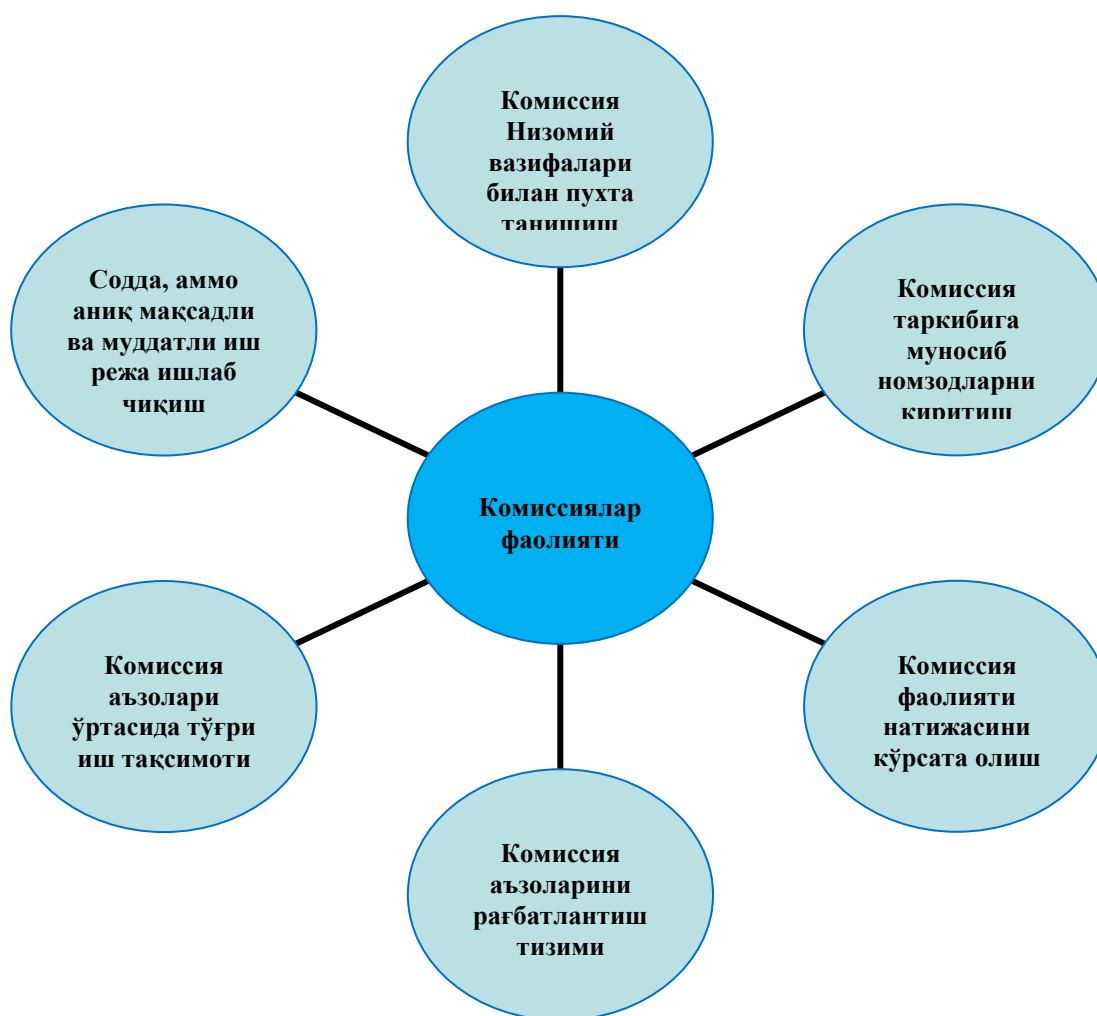 Комиссия
Низомий
вазифалари
билан пухта
танишиш
Содда, аммо
аниқ мақсадли
ва муддатли иш
режа ишлаб
чиқиш
Комиссия
таркибига
муносиб
номзодларни
киритиш
Комиссиялар
фаолияти
Комиссия
аъзолари
ўртасида тўғри
иш тақсимоти
Комиссия
фаолияти
натижасини
кўрсата олиш
Комиссия
аъзоларини
рағбатлантиш
тизими